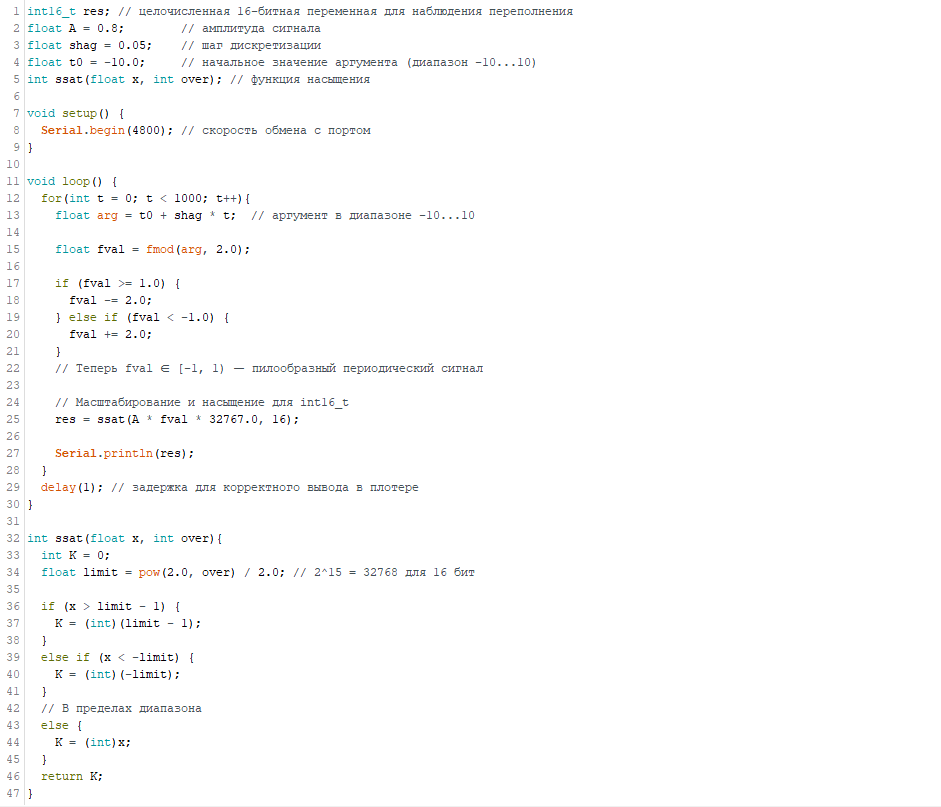 1 int16_t res; // целочисленная 16-битная переменная для наблюдения переполнения
2 float A = 0.8;        // амплитуда сигнала
3 float shag = 0.05;    // шаг дискретизации
4 float t0 = -10.0;     // начальное значение аргумента (диапазон -10...10)
5 int ssat(float x, int over); // функция насыщения
6
7 void setup() {
8   Serial.begin(4800); // скорость обмена с портом
9 }
10
11 void loop() {
12   for(int t = 0; t < 1000; t++){
13     float arg = t0 + shag * t;  // аргумент в диапазоне -10...10
14
15     float fval = fmod(arg, 2.0);
16
17     if (fval >= 1.0) {
18       fval -= 2.0;
19     } else if (fval < -1.0) {
20       fval += 2.0;
21     }
22     // Теперь fval ∈ [-1, 1) — пилообразный периодический сигнал
23
24     // Масштабирование и насыщение для int16_t
25     res = ssat(A * fval * 32767.0, 16);
26
27     Serial.println(res);
28   }
29   delay(1); // задержка для корректного вывода в плотере
30 }
31
32 int ssat(float x, int over){
33   int K = 0;
34   float limit = pow(2.0, over) / 2.0; // 2^15 = 32768 для 16 бит
35
36   if (x > limit - 1) {
37     K = (int)(limit - 1);
38   }
39   else if (x < -limit) {
40     K = (int)(-limit);
41   }
42   // В пределах диапазона
43   else {
44     K = (int)x;
45   }
46   return K;
47 }